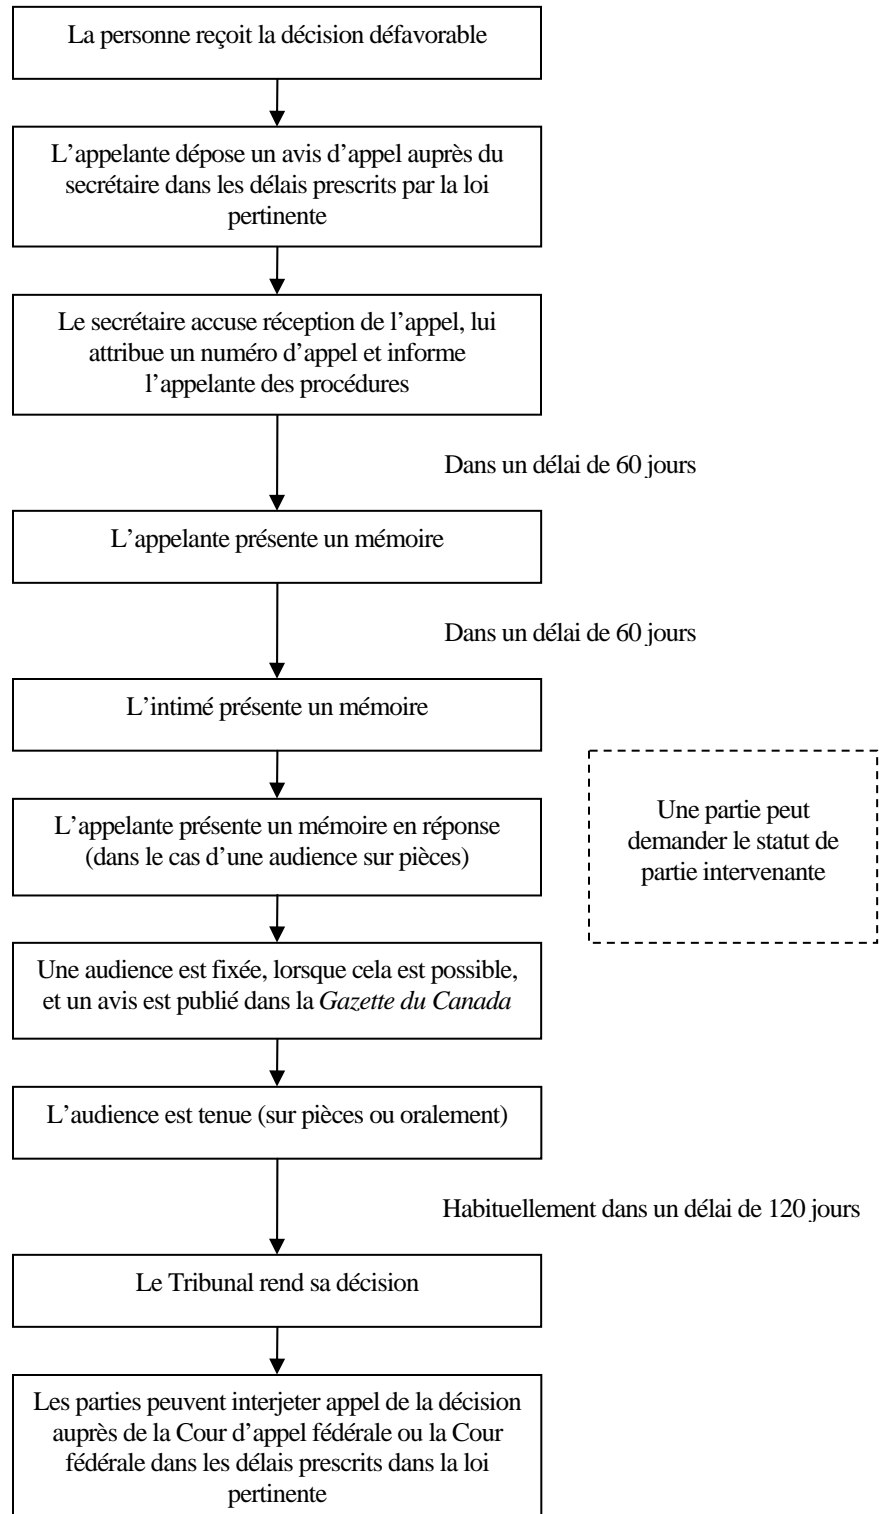 La personne reçoit la décision défavorable
L’appelante dépose un avis d’appel auprès du
secrétaire dans les délais prescrits par la loi
pertinente
Le secrétaire accuse réception de l’appel, lui
attribue un numéro d’appel et informe
l’appelante des procédures
Dans un délai de 60 jours
L’appelante présente un mémoire
Dans un délai de 60 jours
L’intimé présente un mémoire
L’appelante présente un mémoire en réponse
(dans le cas d’une audience sur pièces)
Une partie peut
demander le statut de
partie intervenante
Une audience est fixée, lorsque cela est possible,
et un avis est publié dans la Gazette du Canada
L’audience est tenue (sur pièces ou oralement)
Habituellement dans un délai de 120 jours
Le Tribunal rend sa décision
Les parties peuvent interjeter appel de la décision
auprès de la Cour d’appel fédérale ou la Cour
fédérale dans les délais prescrits dans la loi
pertinente